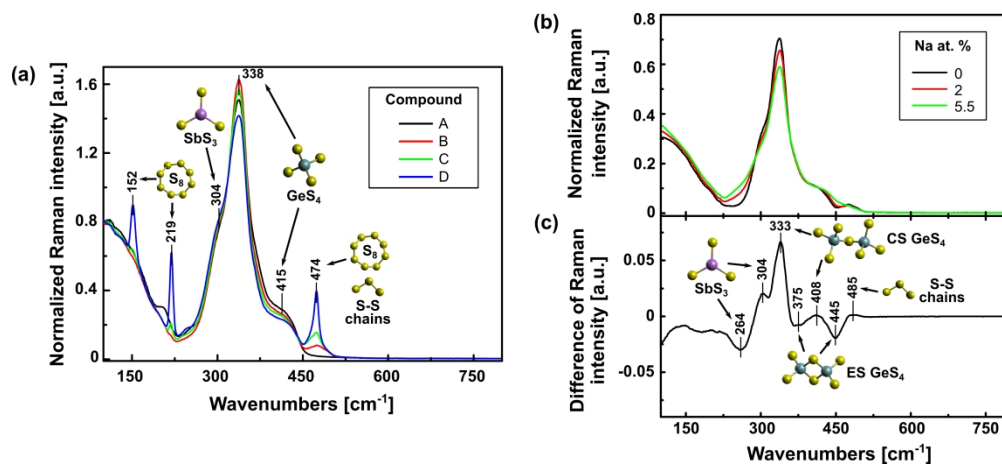 (a)
Normalized Raman intensity [a.u.]
1.6
1.2
0.8
0.4
0
100
150
300
450
600
750
Wavenumbers [cm-1]
338
SbS3
S8
152
219
304
GeS4
415
474
S8
S-S
chains
Compound
A
B
C
D
(b)
Normalized Raman
intensity [a.u.]
0.8
0.6
0.4
0.2
0.0
Na at. %
0
2
5.5
(c)
Difference of Raman
intensity [a.u.]
0.05
0
-0.05
SbS3
264
304
333
375
408
445
485
CS GeS4
S-S
chains
ES GeS4
150
300
450
600
750
Wavenumbers [cm-1]